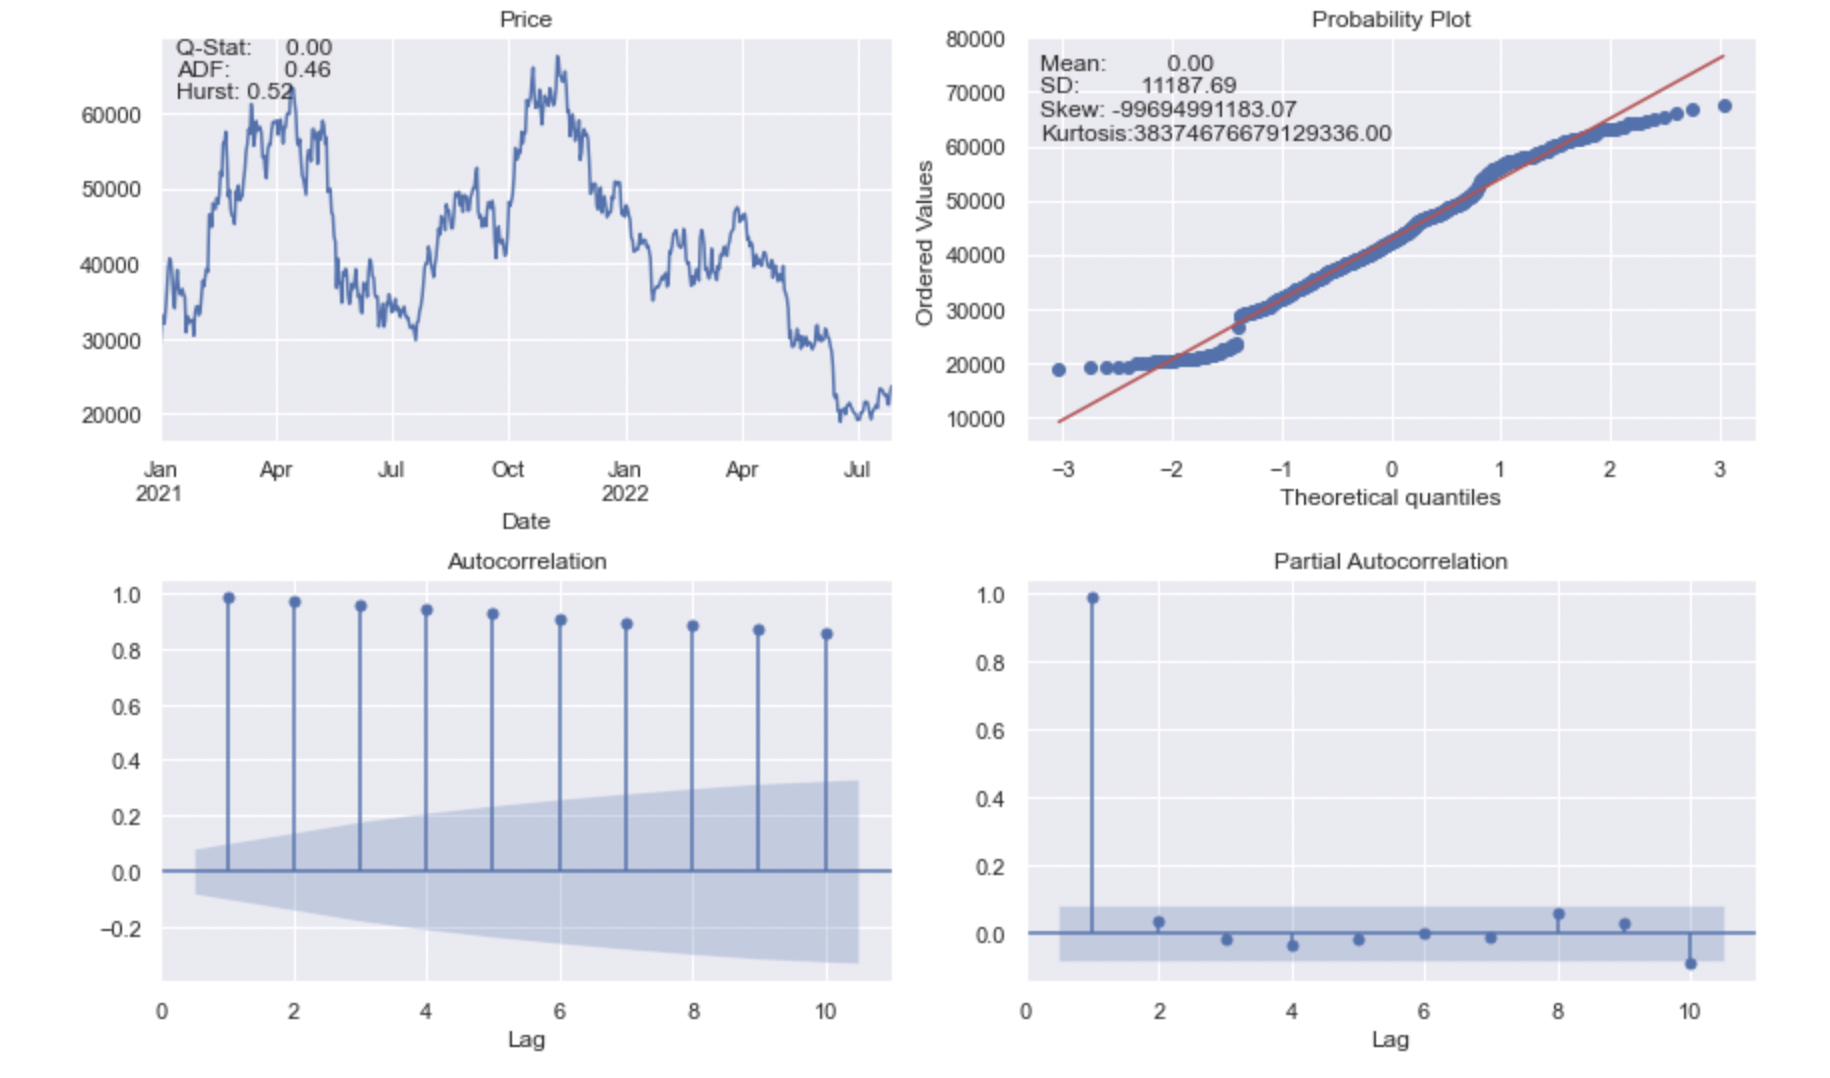 Price
Q-Stat: 0.00
ADF: 0.46
Hurst: 0.52
60000
50000
40000
30000
20000
Jan
2021
Apr
Jul
Oct
Jan
2022
Apr
Jul
Date
Probability Plot
Mean: 0.00
SD: 11187.69
Skew: -99694991183.07
Kurtosis:38374676679129336.00
Ordered Values
80000
70000
60000
50000
40000
30000
20000
10000
−3 −2 −1 0 1 2 3
Theoretical quantiles
Autocorrelation
1.0
0.8
0.6
0.4
0.2
0.0
−0.2
0 2 4 6 8 10
Lag
Partial Autocorrelation
1.0
0.8
0.6
0.4
0.2
0.0
0 2 4 6 8 10
Lag